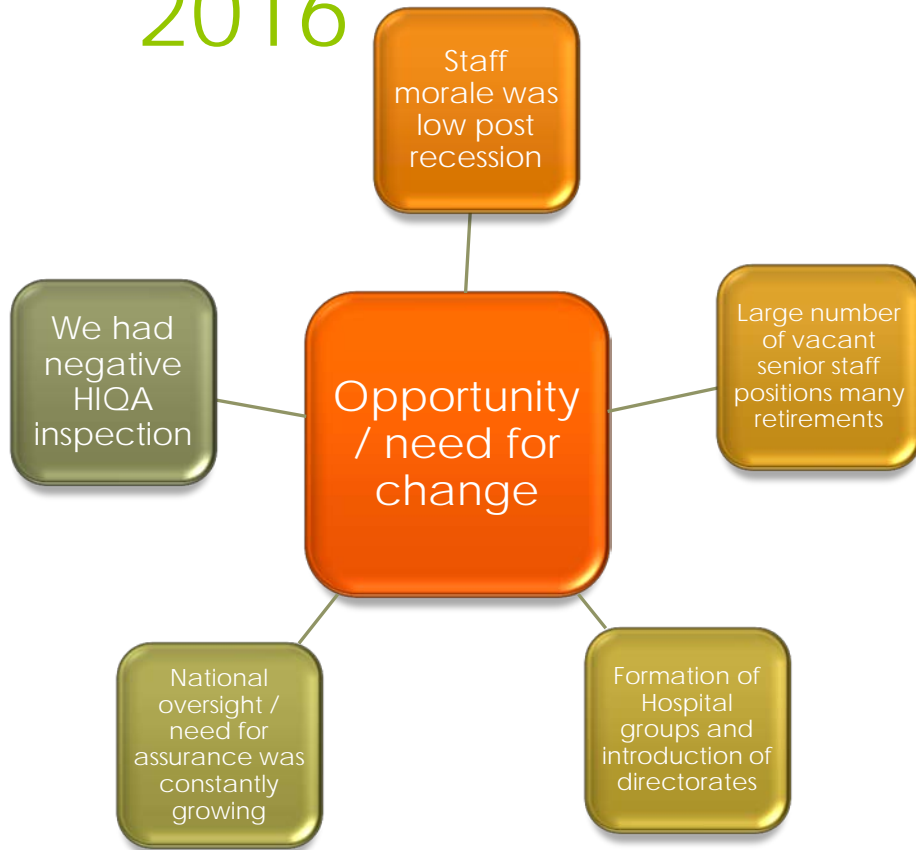 2016
Staff
morale was
low post
recession
We had
negative
HIQA
inspection
Opportunity
/ need for
change
Large number
of vacant
senior staff
positions many
retirements
National
oversight /
need for
assurance was
constantly
growing
Formation of
Hospital
groups and
introduction of
directorates